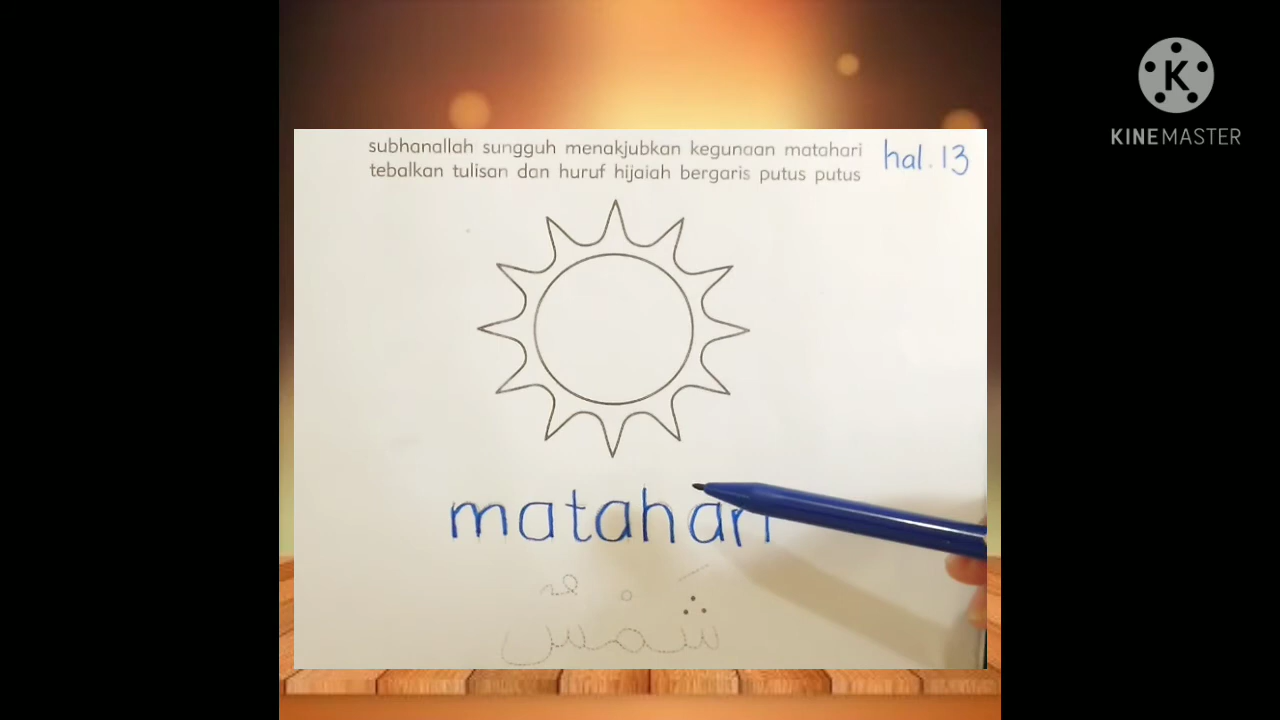 subhanallah sungguh menakjubkan kegunaan matahari
tebalkan tulisan dan huruf hijaiah bergaris putus putus
hal. 13
matahari
شَمْسٌ
KINEMASTER